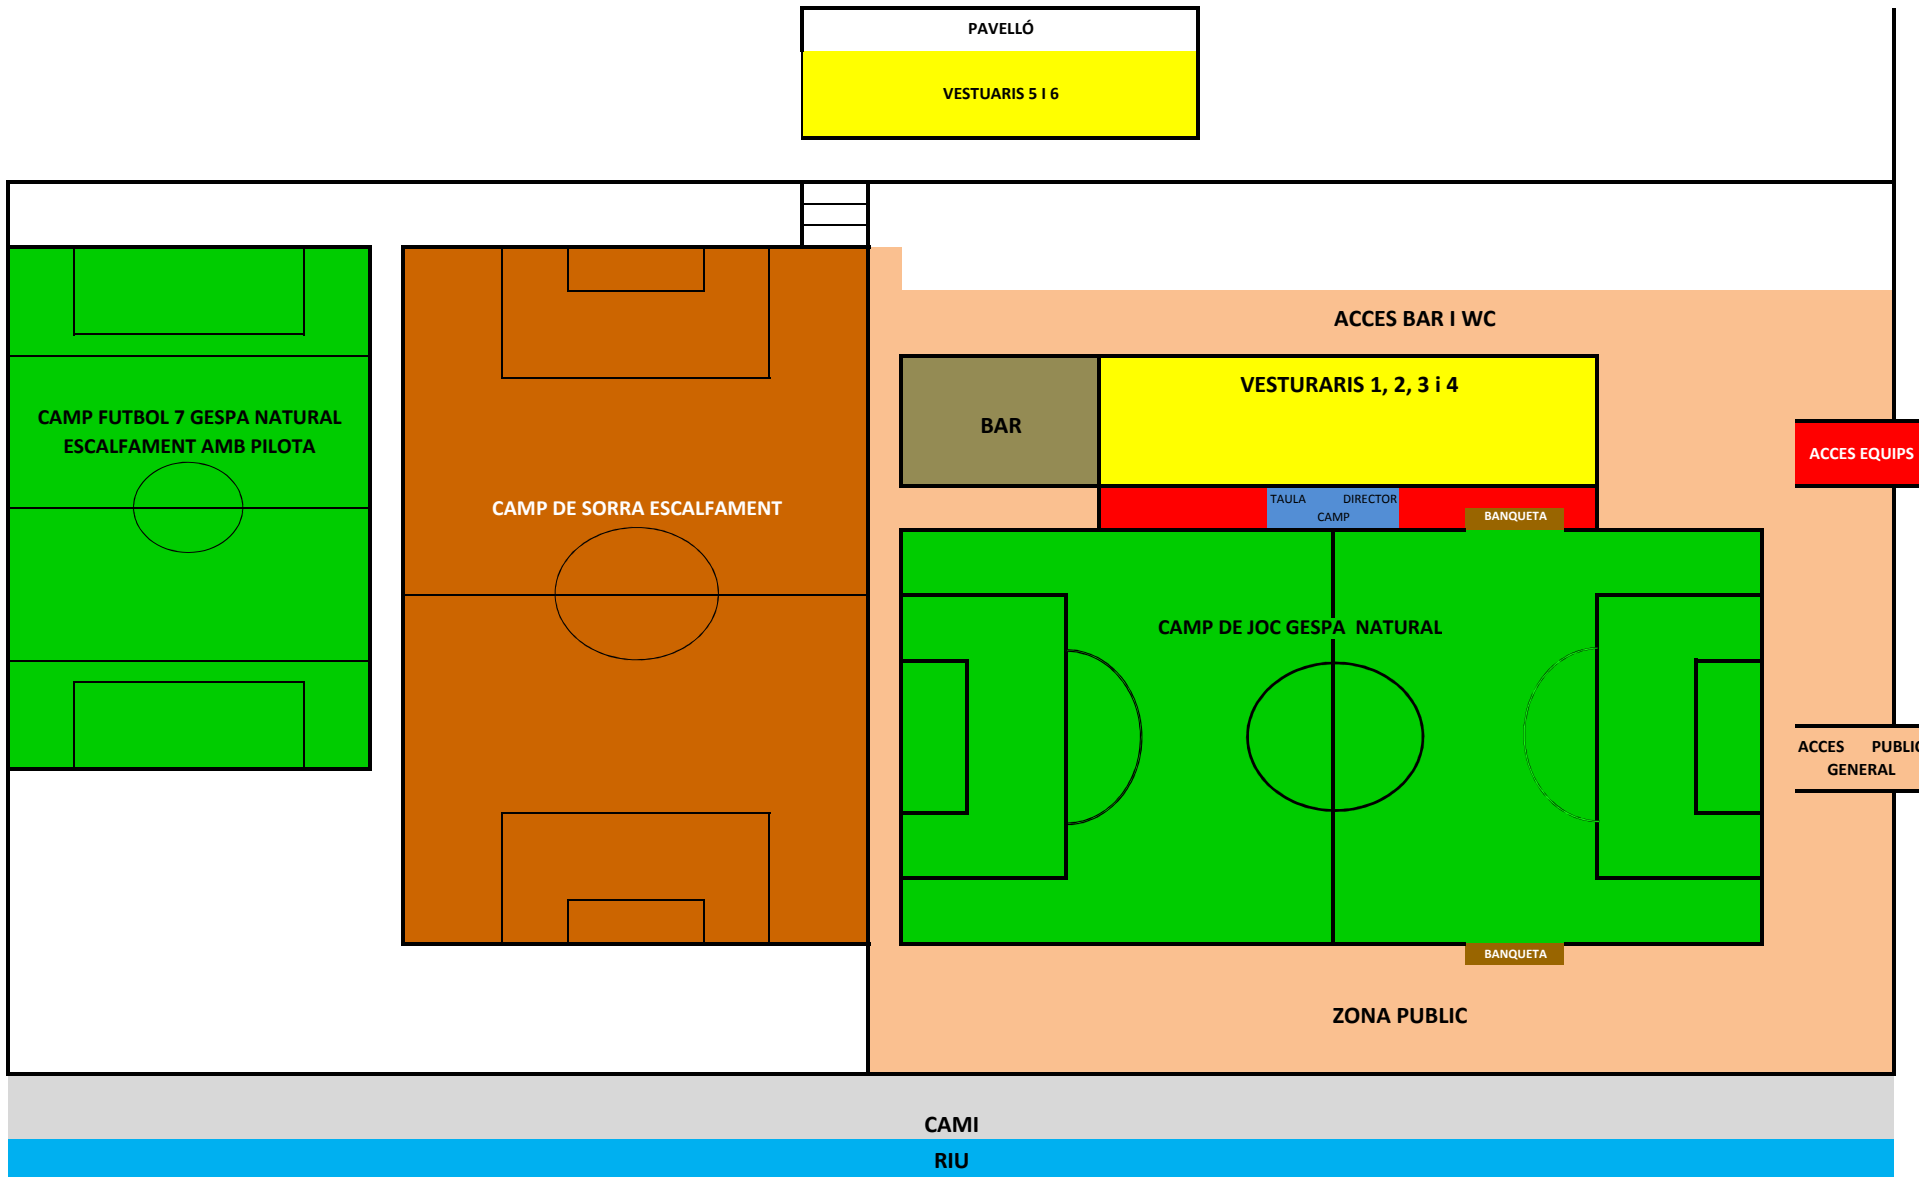 PAVELLÓ
VESTUARIS 5 I 6
ACCES BAR I WC
VESTURARIS 1, 2, 3 i 4
BAR
CAMP FUTBOL 7 GESPA NATURAL
ESCALFAMENT AMB PILOTA
ACCES EQUIPS
CAMP DE SORRA ESCALFAMENT
TAULA DIRECTOR
CAMP
BANQUETA
CAMP DE JOC GESPA NATURAL
ACCES PUBLIC
GENERAL
BANQUETA
ZONA PUBLIC
CAMI
RIU